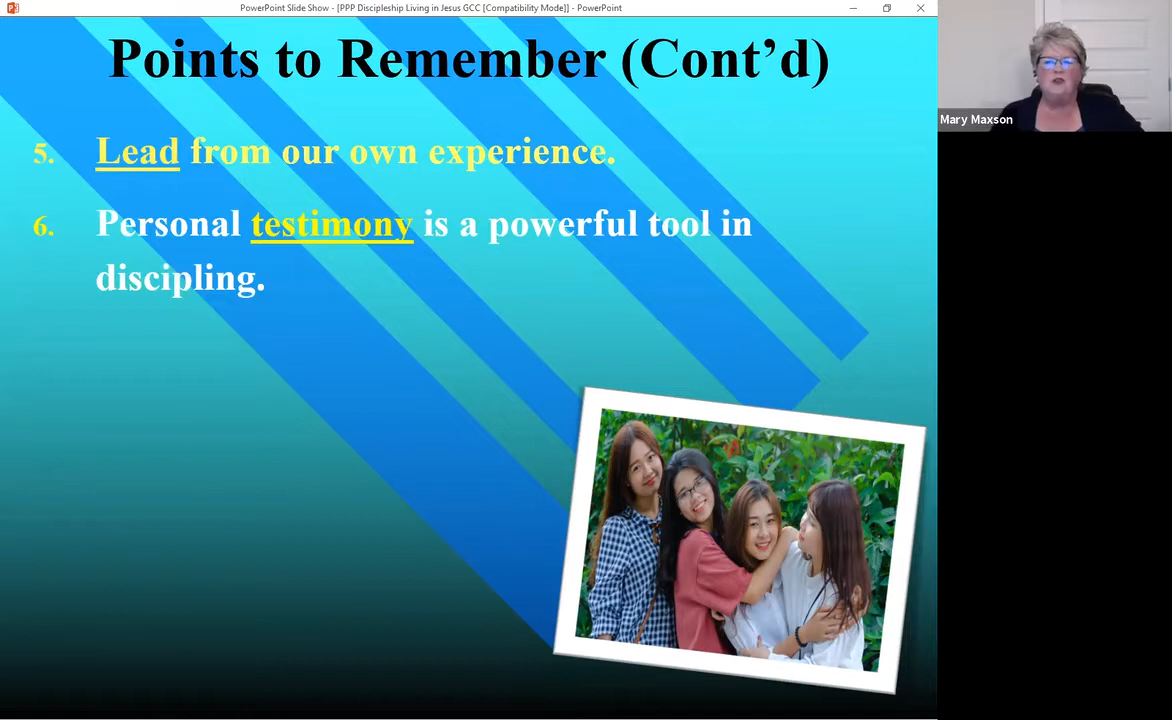 PowerPoint Slide Show - [PPP Discipleship Living in Jesus GCC [Compatibility Mode]] - PowerPoint
Points to Remember (Cont’d)
5. Lead from our own experience.
6. Personal testimony is a powerful tool in
discipling.
Mary Maxson